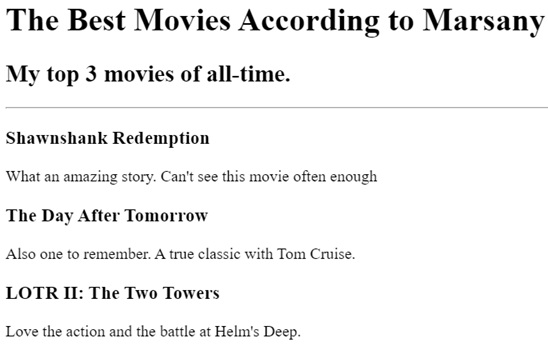 The Best Movies According to Marsany
My top 3 movies of all-time.
Shawnshank Redemption
What an amazing story. Can't see this movie often enough
The Day After Tomorrow
Also one to remember. A true classic with Tom Cruise.
LOTR II: The Two Towers
Love the action and the battle at Helm's Deep.